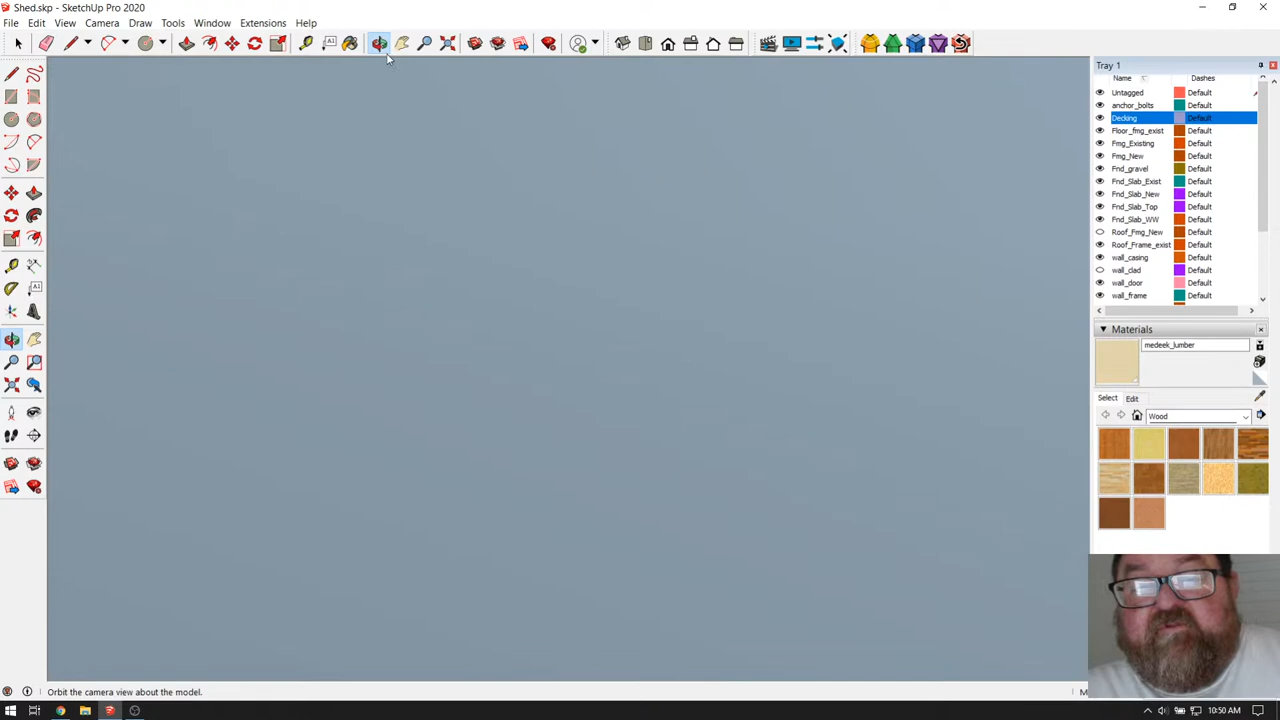 Shed.skp - SketchUp Pro 2020
File Edit View Camera Draw Tools Window Extensions Help
Tray 1
Name Dashes
Untagged Default
anchor_bolts Default
Decking Default
Floor_fmg_exist Default
Fmg_Existing Default
Fmg_New Default
Fnd_gravel Default
Fnd_Slab_Exist Default
Fnd_Slab_New Default
Fnd_Slab_Top Default
Fnd_Slab_WW Default
Roof_Fmg_New Default
Roof_Frame_exist Default
wall_casing Default
wall_clad Default
wall_door Default
wall_frame Default
Materials
medeek_lumber
Select Edit
Wood
Orbit the camera view about the model.
M
10:50 AM